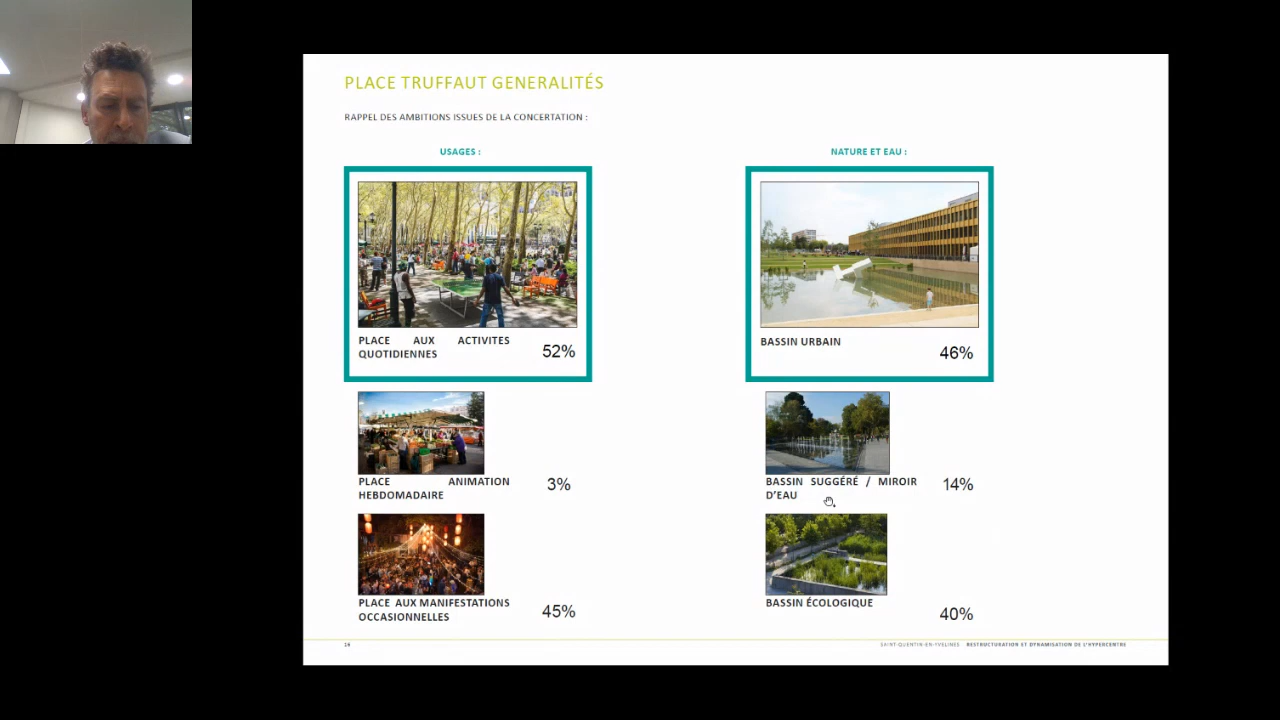 PLACE TRUFFAUT GENERALITÉS
RAPPEL DES AMBITIONS ISSUES DE LA CONCERTATION :
USAGES :
PLACE AUX ACTIVITES
QUOTIDIENNES
52%
PLACE ANIMATION
HEBDOMADAIRE
3%
PLACE AUX MANIFESTATIONS
OCCASIONNELLES
45%
NATURE ET EAU :
BASSIN URBAIN
46%
BASSIN SUGGÉRÉ / MIROIR
D'EAU
14%
BASSIN ÉCOLOGIQUE
40%
16
SAINT-QUENTIN-EN-YVELINES RESTRUCTURATION ET DYNAMISATION DE L'HYPERCENTRE